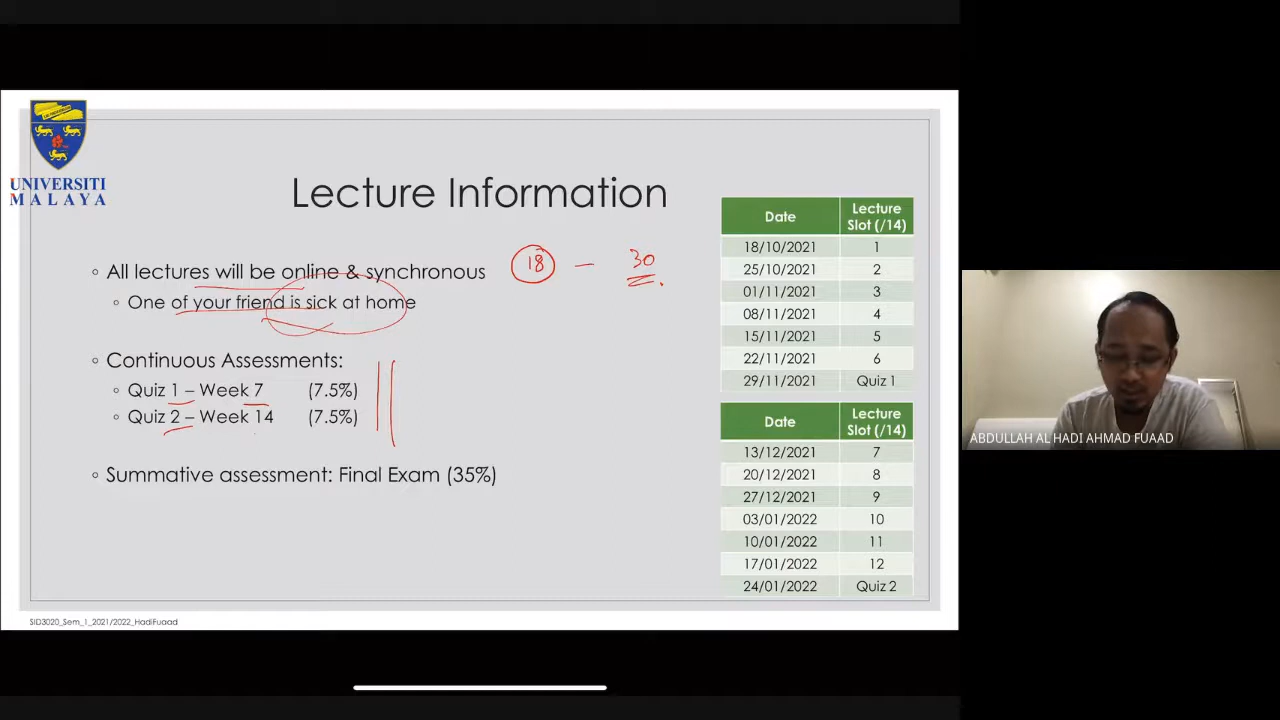 UNIVERSITI
MALAYA
Lecture Information
All lectures will be online & synchronous
One of your friend is sick at home
18 - 30
Continuous Assessments:
Quiz 1 – Week 7 (7.5%)
Quiz 2 – Week 14 (7.5%)
Summative assessment: Final Exam (35%)
Date Lecture Slot (/14)
18/10/2021 1
25/10/2021 2
01/11/2021 3
08/11/2021 4
15/11/2021 5
22/11/2021 6
29/11/2021 Quiz 1
Date Lecture Slot (/14)
13/12/2021 7
20/12/2021 8
27/12/2021 9
03/01/2022 10
10/01/2022 11
17/01/2022 12
24/01/2022 Quiz 2
SID3020_Sem_1_2021/2022_HadiFuaad
ABDULLAH AL HADI AHMAD FUAAD